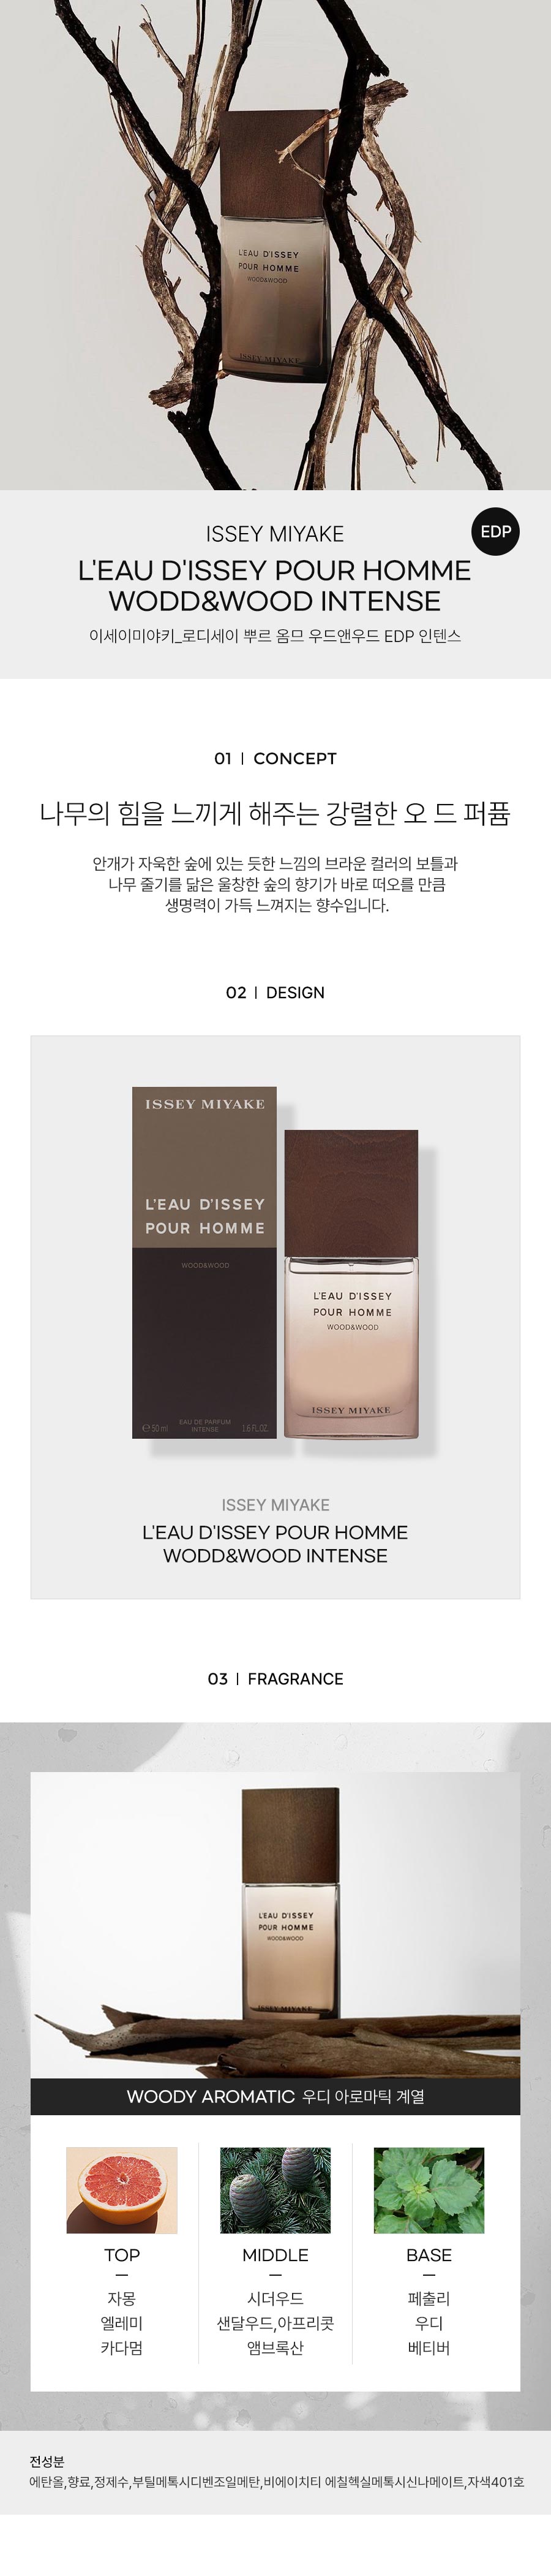 L'EAU D'ISSEY
POUR HOMME
WOOD&WOOD
ISSEY MIYAKE
ISSEY MIYAKE
EDP
L'EAU D'ISSEY POUR HOMME
WODD&WOOD INTENSE
이세이미야키_로디세이 뿌르 옴므 우드앤우드 EDP 인텐스
01 | CONCEPT
나무의 힘을 느끼게 해주는 강렬한 오 드 퍼퓸
안개가 자욱한 숲에 있는 듯한 느낌의 브라운 컬러의 보틀과
나무 줄기를 닮은 울창한 숲의 향기가 바로 떠오를 만큼
생명력이 가득 느껴지는 향수입니다.
02 | DESIGN
ISSEY MIYAKE
L'EAU D'ISSEY
POUR HOMME
WOOD&WOOD
℮ 50 ml
EAU DE PARFUM
INTENSE
1.6 FL.OZ.
L'EAU D'ISSEY
POUR HOMME
WOOD&WOOD
ISSEY MIYAKE
ISSEY MIYAKE
L'EAU D'ISSEY POUR HOMME
WODD&WOOD INTENSE
03 | FRAGRANCE
L'EAU D'ISSEY
POUR HOMME
WOOD&WOOD
ISSEY MIYAKE
WOODY AROMATIC 우디 아로마틱 계열
TOP
자몽
엘레미
카다멈
MIDDLE
시더우드
샌달우드,아프리콧
앰브록산
BASE
페출리
우디
베티버
전성분
에탄올,향료,정제수,부틸메톡시디벤조일메탄,비에이치티 에칠헥실메톡시신나메이트,자색401호